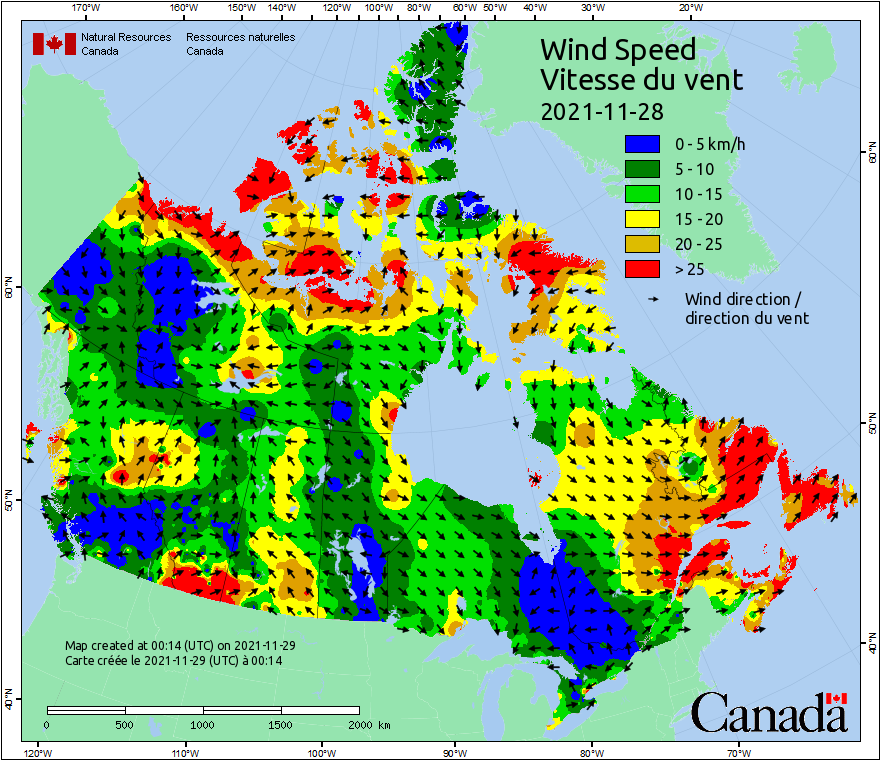 170°W 160°W 150°W 140°W 130°W 120°W 110°W 100°W 80°W 60°W 50°W 40°W 30°W 20°W
Natural Resources Ressources naturelles
Canada Canada
Wind Speed
Vitesse du vent
2021-11-28
0 - 5 km/h
5 - 10
10 - 15
15 - 20
20 - 25
> 25
Wind direction /
direction du vent
60°N
60°N
50°N
50°N
40°N
40°N
Map created at 00:14 (UTC) on 2021-11-29
Carte créée le 2021-11-29 (UTC) à 00:14
0 500 1000 1500 2000 km
Canada
120°W 110°W 100°W 90°W 80°W 70°W